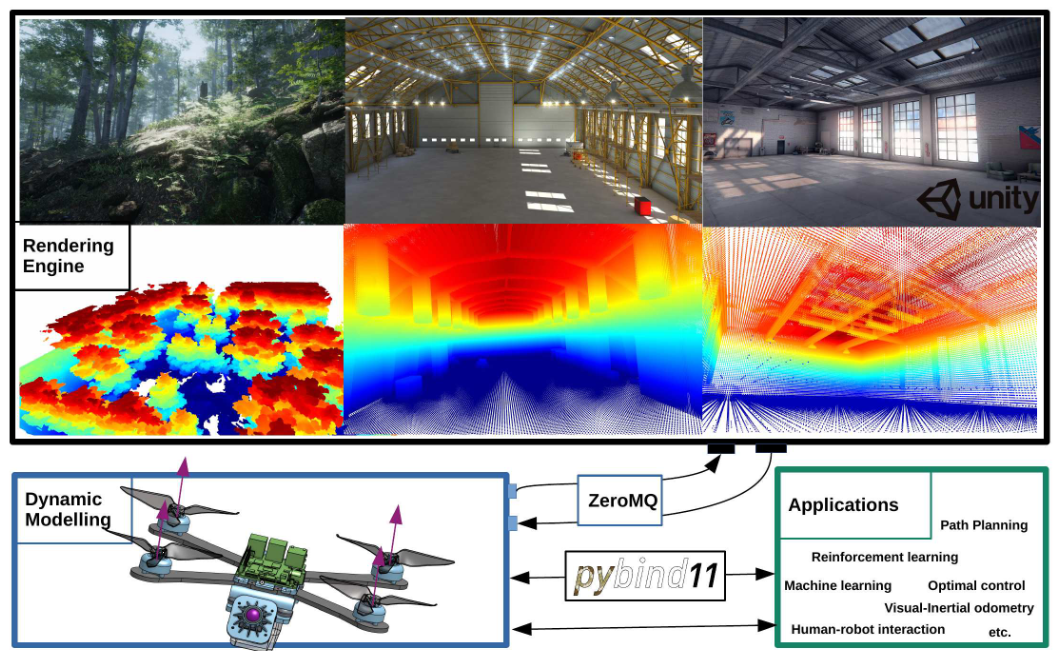 unity
Rendering
Engine
Dynamic
Modelling
ZeroMQ
pybind11
Applications
Path Planning
Reinforcement learning
Machine learning
Optimal control
Visual-Inertial odometry
Human-robot interaction
etc.